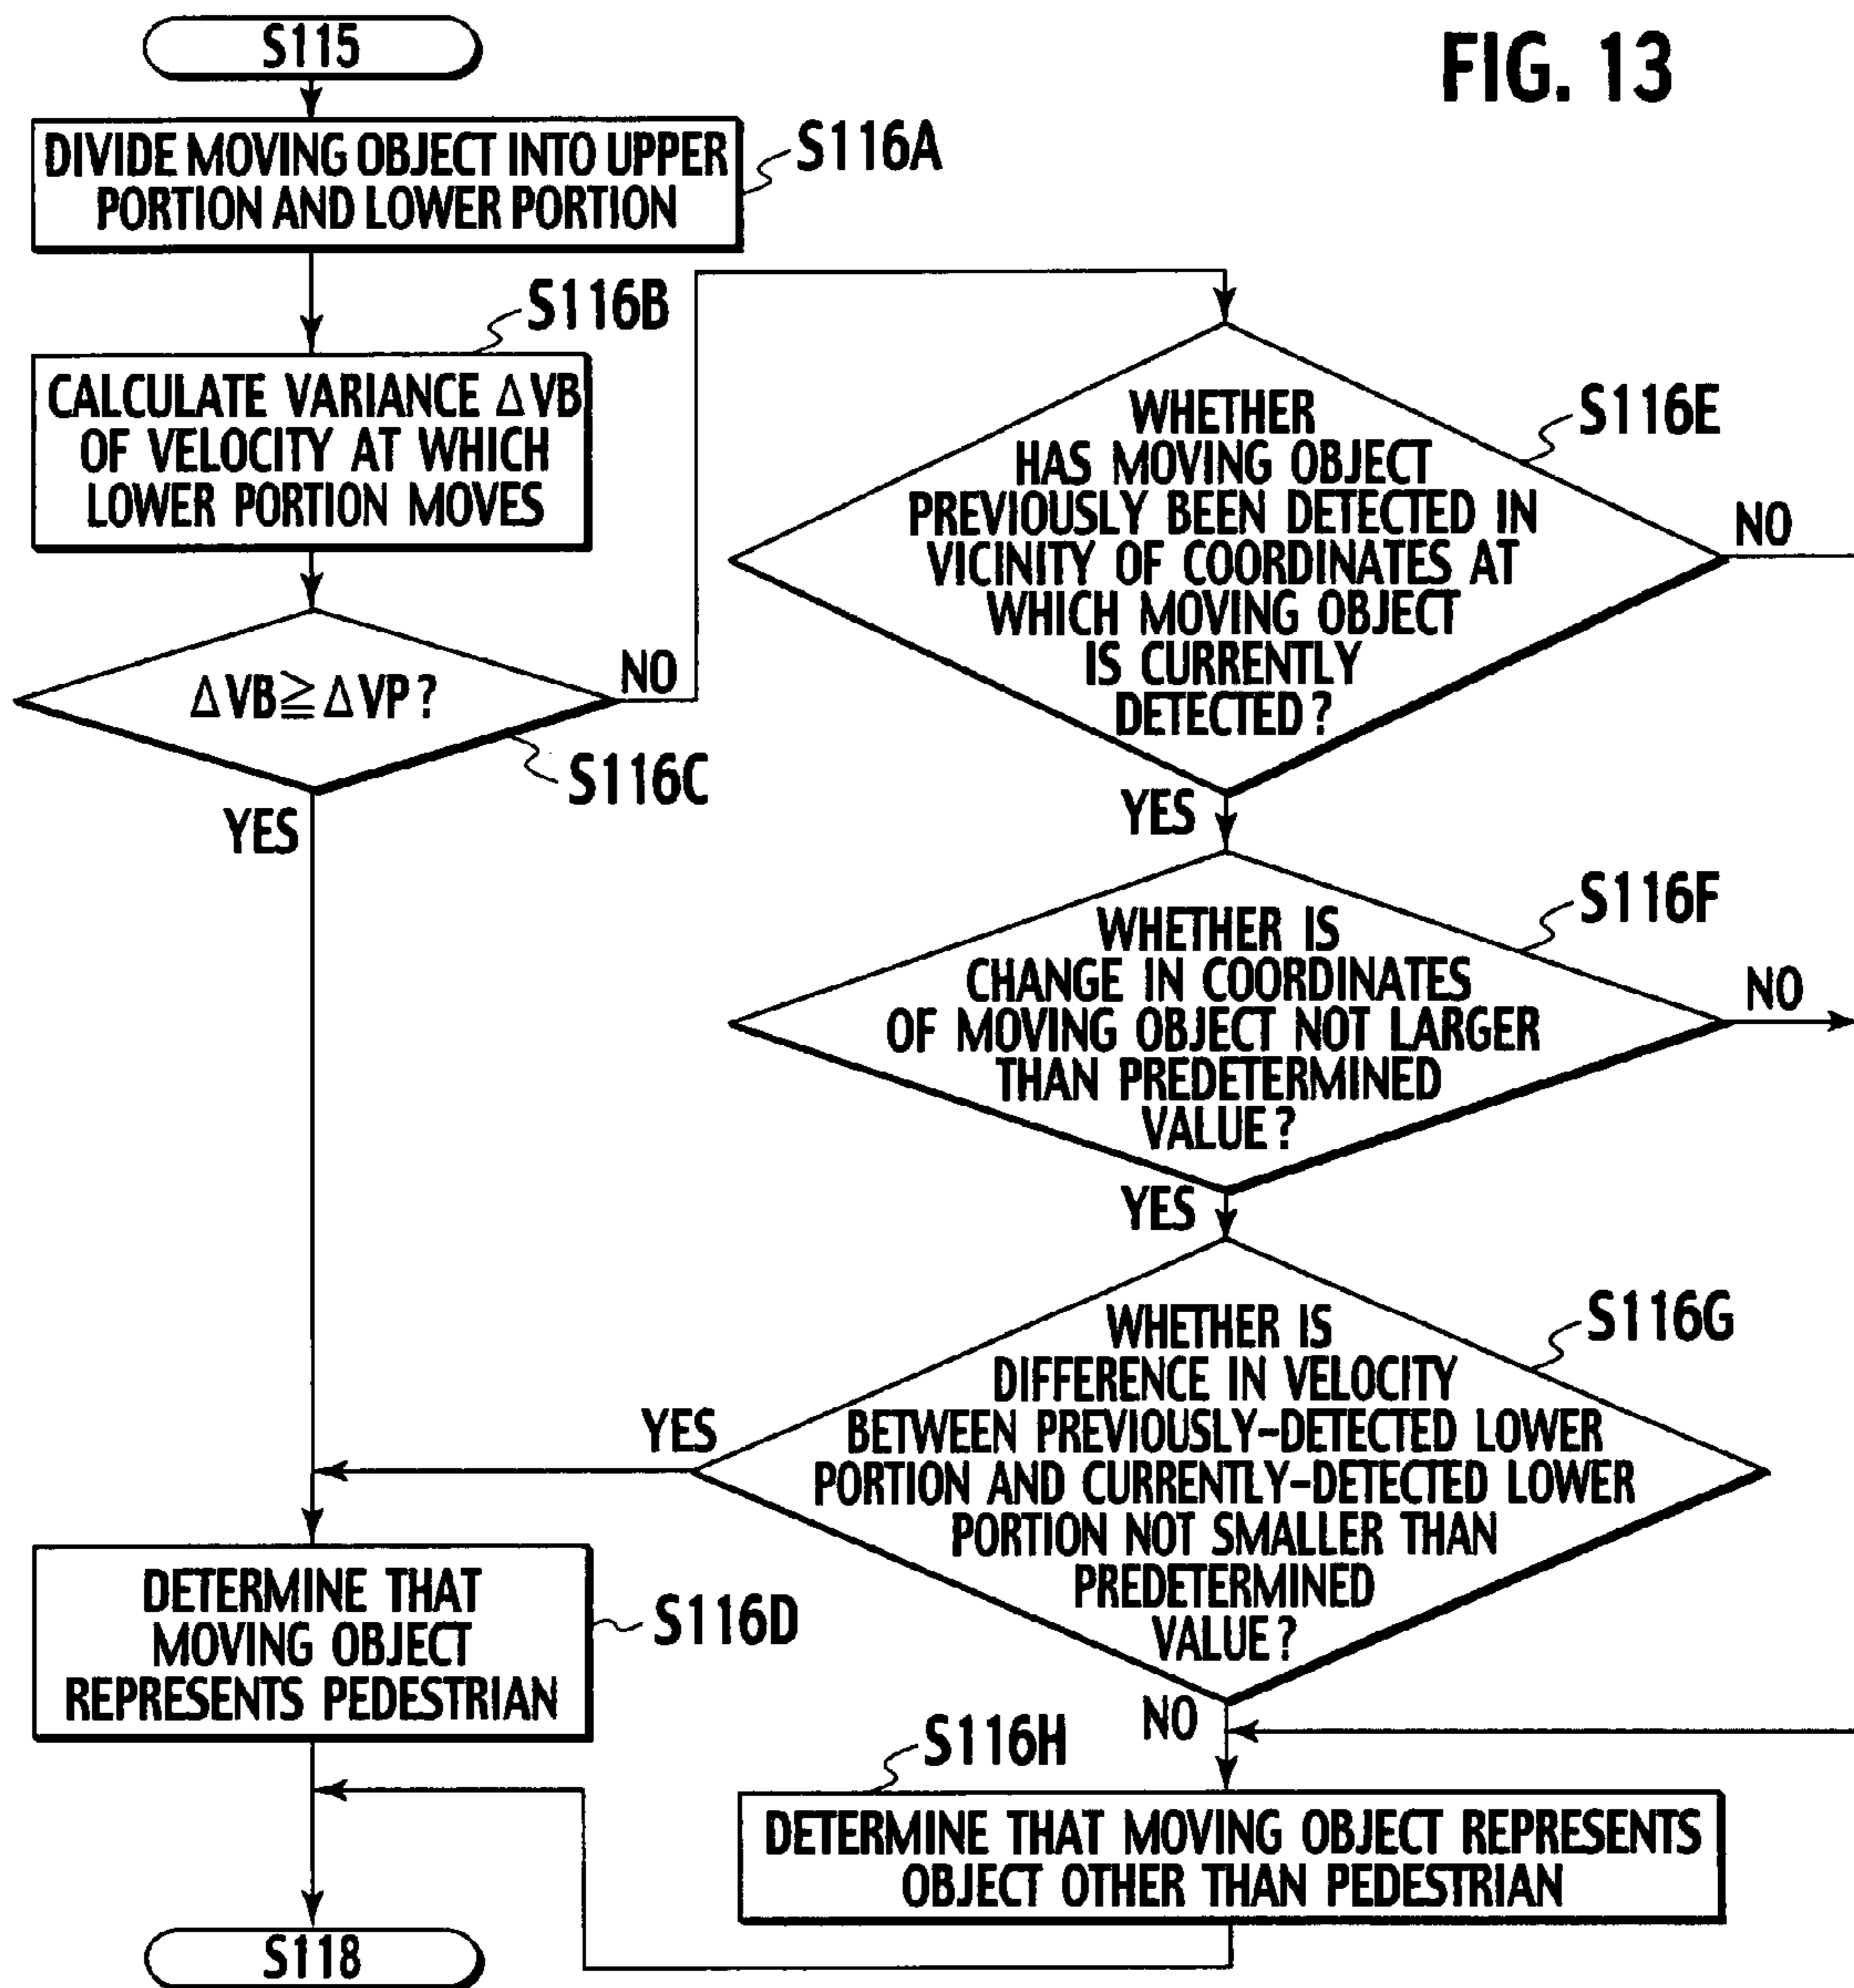 FIG. 13
S115
DIVIDE MOVING OBJECT INTO UPPER
PORTION AND LOWER PORTION
S116A
CALCULATE VARIANCE Δ VB
OF VELOCITY AT WHICH
LOWER PORTION MOVES
S116B
Δ VB ≧ Δ VP ?
S116C
NO
YES
WHETHER
HAS MOVING OBJECT
PREVIOUSLY BEEN DETECTED IN
VICINITY OF COORDINATES AT
WHICH MOVING OBJECT
IS CURRENTLY
DETECTED ?
S116E
NO
YES
WHETHER IS
CHANGE IN COORDINATES
OF MOVING OBJECT NOT LARGER
THAN PREDETERMINED
VALUE ?
S116F
NO
YES
WHETHER IS
DIFFERENCE IN VELOCITY
BETWEEN PREVIOUSLY-DETECTED LOWER
PORTION AND CURRENTLY-DETECTED LOWER
PORTION NOT SMALLER THAN
PREDETERMINED
VALUE ?
S116G
YES
NO
DETERMINE THAT
MOVING OBJECT
REPRESENTS PEDESTRIAN
S116D
S116H
DETERMINE THAT MOVING OBJECT REPRESENTS
OBJECT OTHER THAN PEDESTRIAN
S118